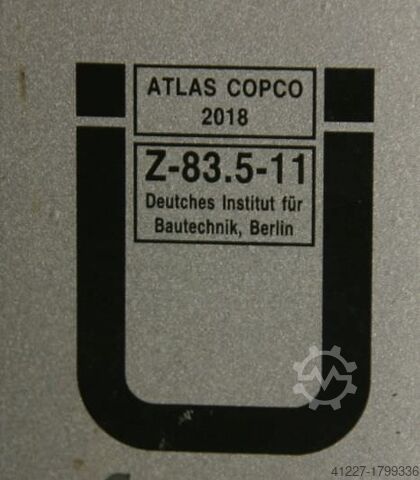 ATLAS COPCO
2018
Z-83.5-11
Deutches Institut für
Bautechnik, Berlin
41227-1799336